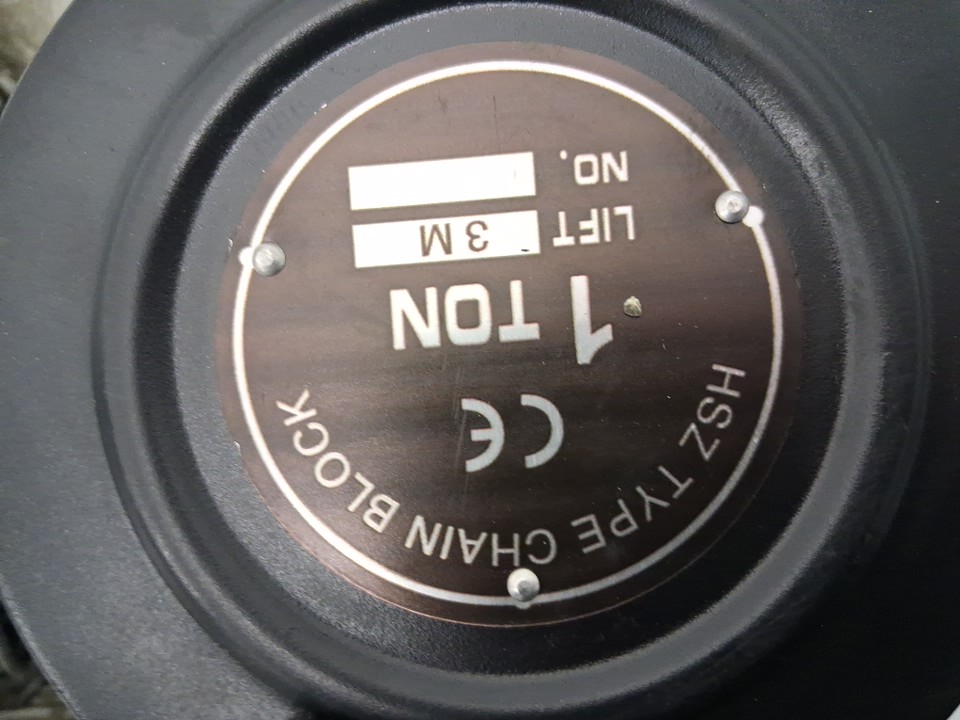 HSZ TYPE CHAIN BLOCK
CE
1 TON
LIFT 3 M
NO.